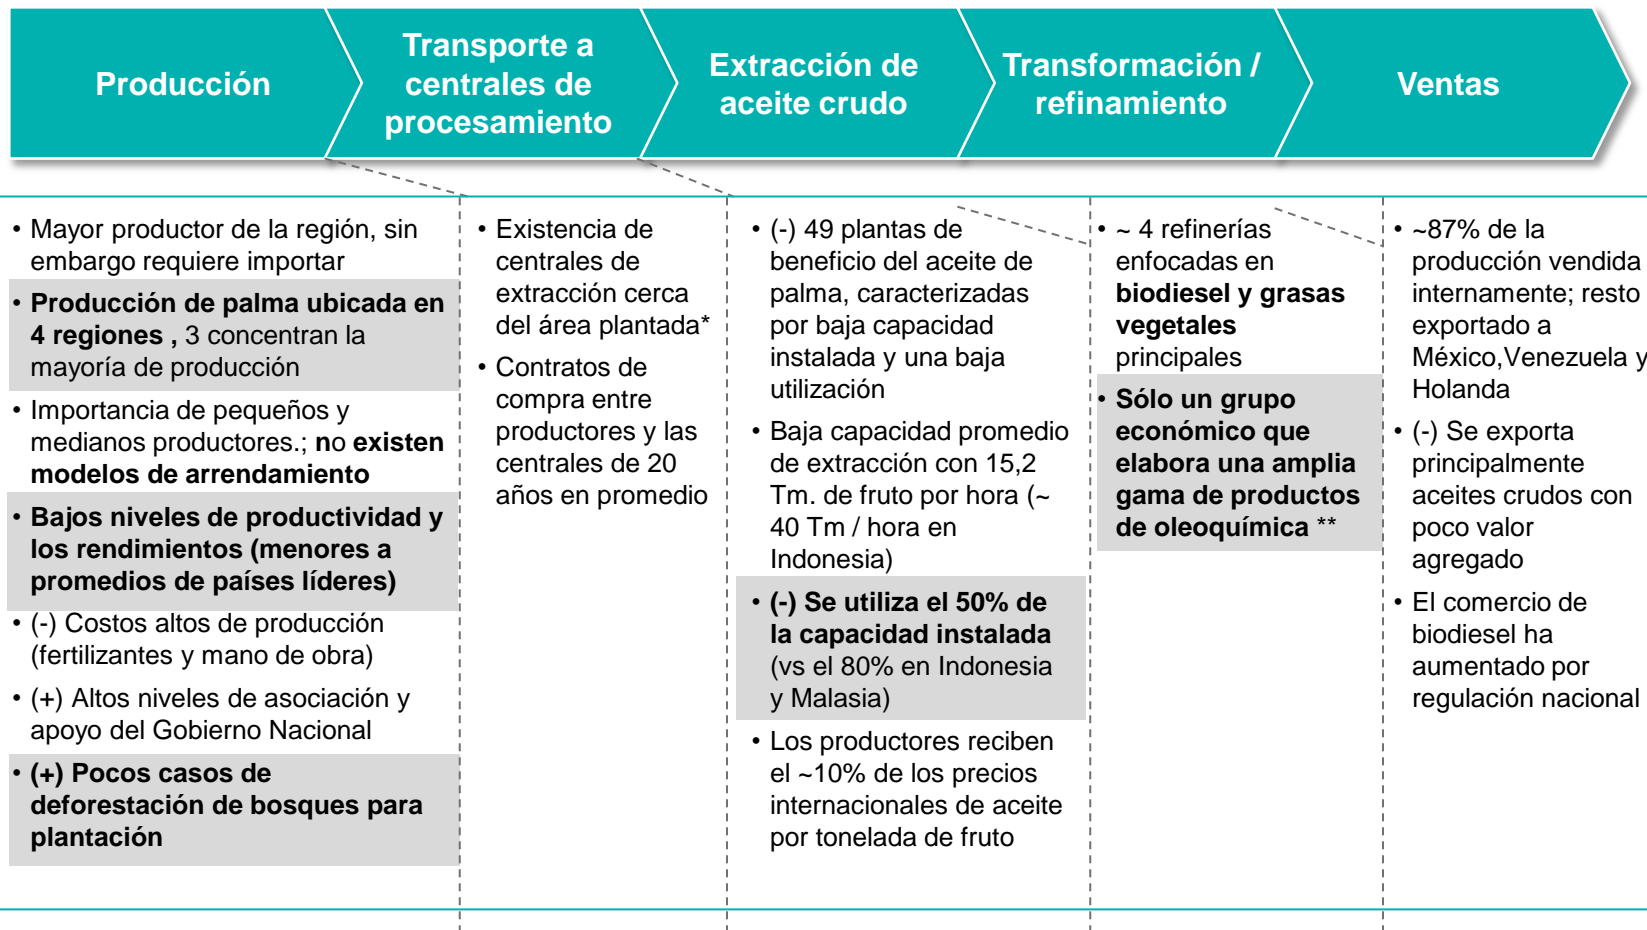 Producción
Transporte a
centrales de
procesamiento
Extracción de
aceite crudo
Transformación /
refinamiento
Ventas
• Mayor productor de la región, sin
embargo requiere importar
• Producción de palma ubicada en
4 regiones , 3 concentran la
mayoría de producción
• Importancia de pequeños y
medianos productores.; no existen
modelos de arrendamiento
• Bajos niveles de productividad y
los rendimientos (menores a
promedios de países líderes)
• (-) Costos altos de producción
(fertilizantes y mano de obra)
• (+) Altos niveles de asociación y
apoyo del Gobierno Nacional
• (+) Pocos casos de
deforestación de bosques para
plantación
• Existencia de
centrales de
extracción cerca
del área plantada*
• Contratos de
compra entre
productores y las
centrales de 20
años en promedio
• (-) 49 plantas de
beneficio del aceite de
palma, caracterizadas
por baja capacidad
instalada y una baja
utilización
• Baja capacidad promedio
de extracción con 15,2
Tm. de fruto por hora (~
40 Tm / hora en
Indonesia)
• (-) Se utiliza el 50% de
la capacidad instalada
(vs el 80% en Indonesia
y Malasia)
• Los productores reciben
el ~10% de los precios
internacionales de aceite
por tonelada de fruto
• ~ 4 refinerías
enfocadas en
biodiesel y grasas
vegetales
principales
• Sólo un grupo
económico que
elabora una amplia
gama de productos
de oleoquímica **
• ~87% de la
producción vendida
internamente; resto
exportado a
México,Venezuela y
Holanda
• (-) Se exporta
principalmente
aceites crudos con
poco valor
agregado
• El comercio de
biodiesel ha
aumentado por
regulación nacional